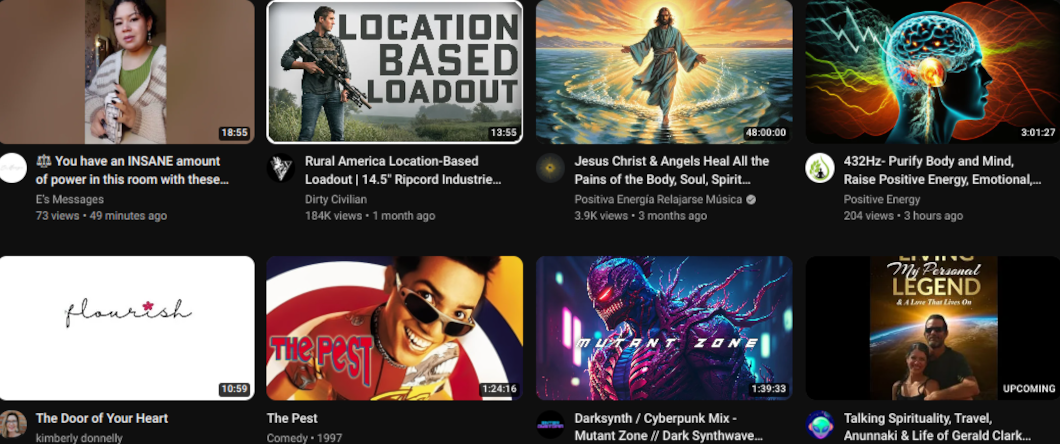 LOCATION
BASED
LOADOUT
18:55
13:55
48:00:00
3:01:27
⚖️ You have an INSANE amount
of power in this room with these...
E's Messages
73 views • 49 minutes ago
Rural America Location-Based
Loadout | 14.5" Ripcord Industrie...
Dirty Civilian
184K views • 1 month ago
Jesus Christ & Angels Heal All the
Pains of the Body, Soul, Spirit...
Positiva Energía Relajarse Música
3.9K views • 3 months ago
432Hz- Purify Body and Mind,
Raise Positive Energy, Emotional,...
Positive Energy
204 views • 3 hours ago
flourish
10:59
THE PEST
1:24:16
MUTANT ZONE
1:39:33
LIVING
My Personal
LEGEND
& A Love That Lives On
UPCOMING
The Door of Your Heart
kimberly donnelly
The Pest
Comedy • 1997
Darksynth / Cyberpunk Mix -
Mutant Zone // Dark Synthwave...
Talking Spirituality, Travel,
Anunnaki & Life of Gerald Clark...